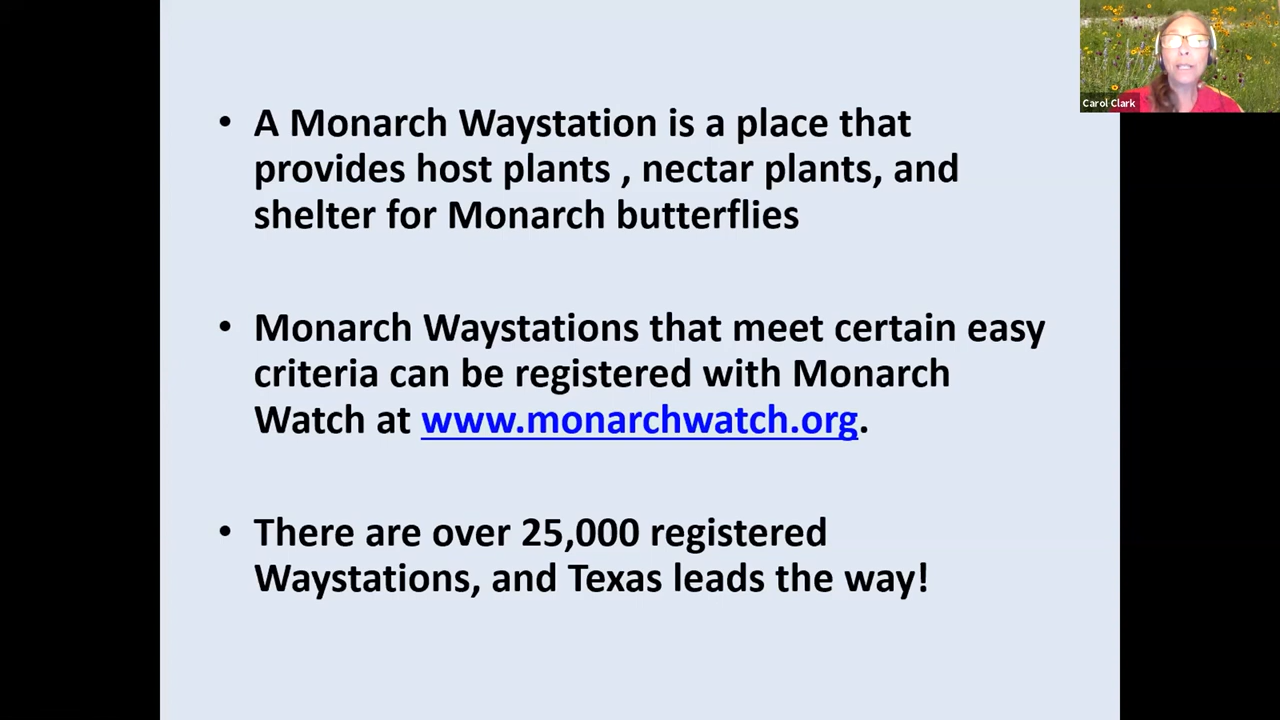 • A Monarch Waystation is a place that
provides host plants , nectar plants, and
shelter for Monarch butterflies
• Monarch Waystations that meet certain easy
criteria can be registered with Monarch
Watch at www.monarchwatch.org.
• There are over 25,000 registered
Waystations, and Texas leads the way!
Carol Clark